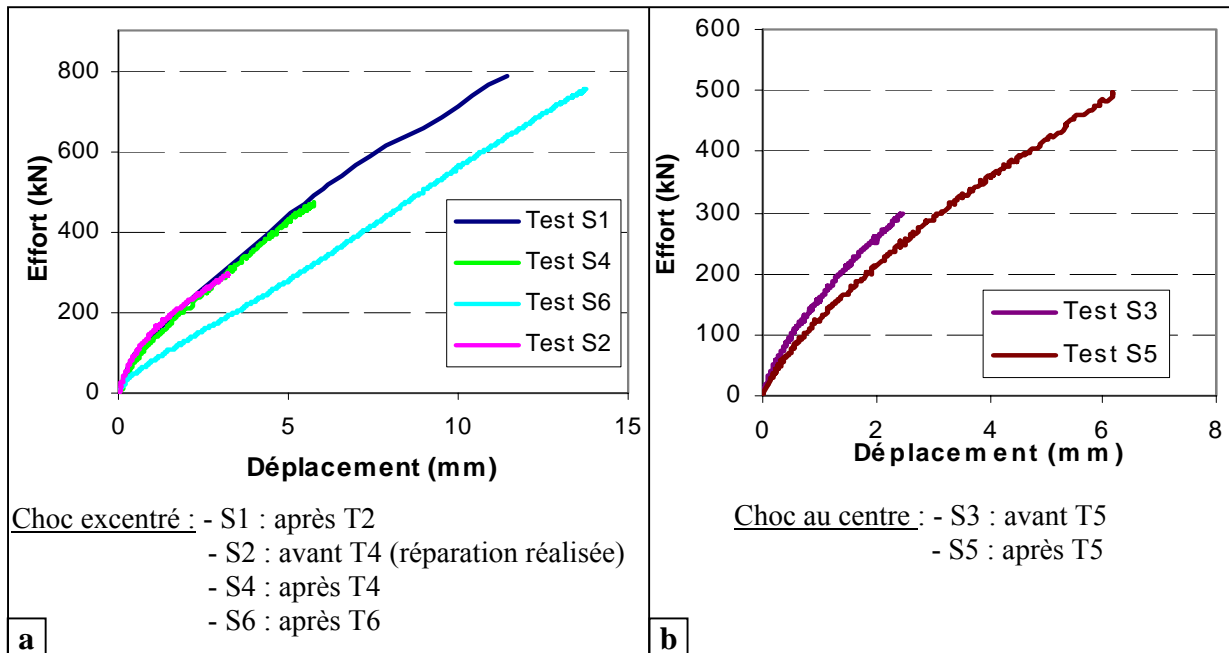 800
600
400
200
0
0
5
10
15
Effort (kN)
Déplacement (mm)
Test S1
Test S4
Test S6
Test S2
Choc excentré : - S1 : après T2
- S2 : avant T4 (réparation réalisée)
- S4 : après T4
- S6 : après T6
a
600
500
400
300
200
100
0
0
2
4
6
8
Effort (kN)
Déplacement (mm)
Test S3
Test S5
Choc au centre : - S3 : avant T5
- S5 : après T5
b